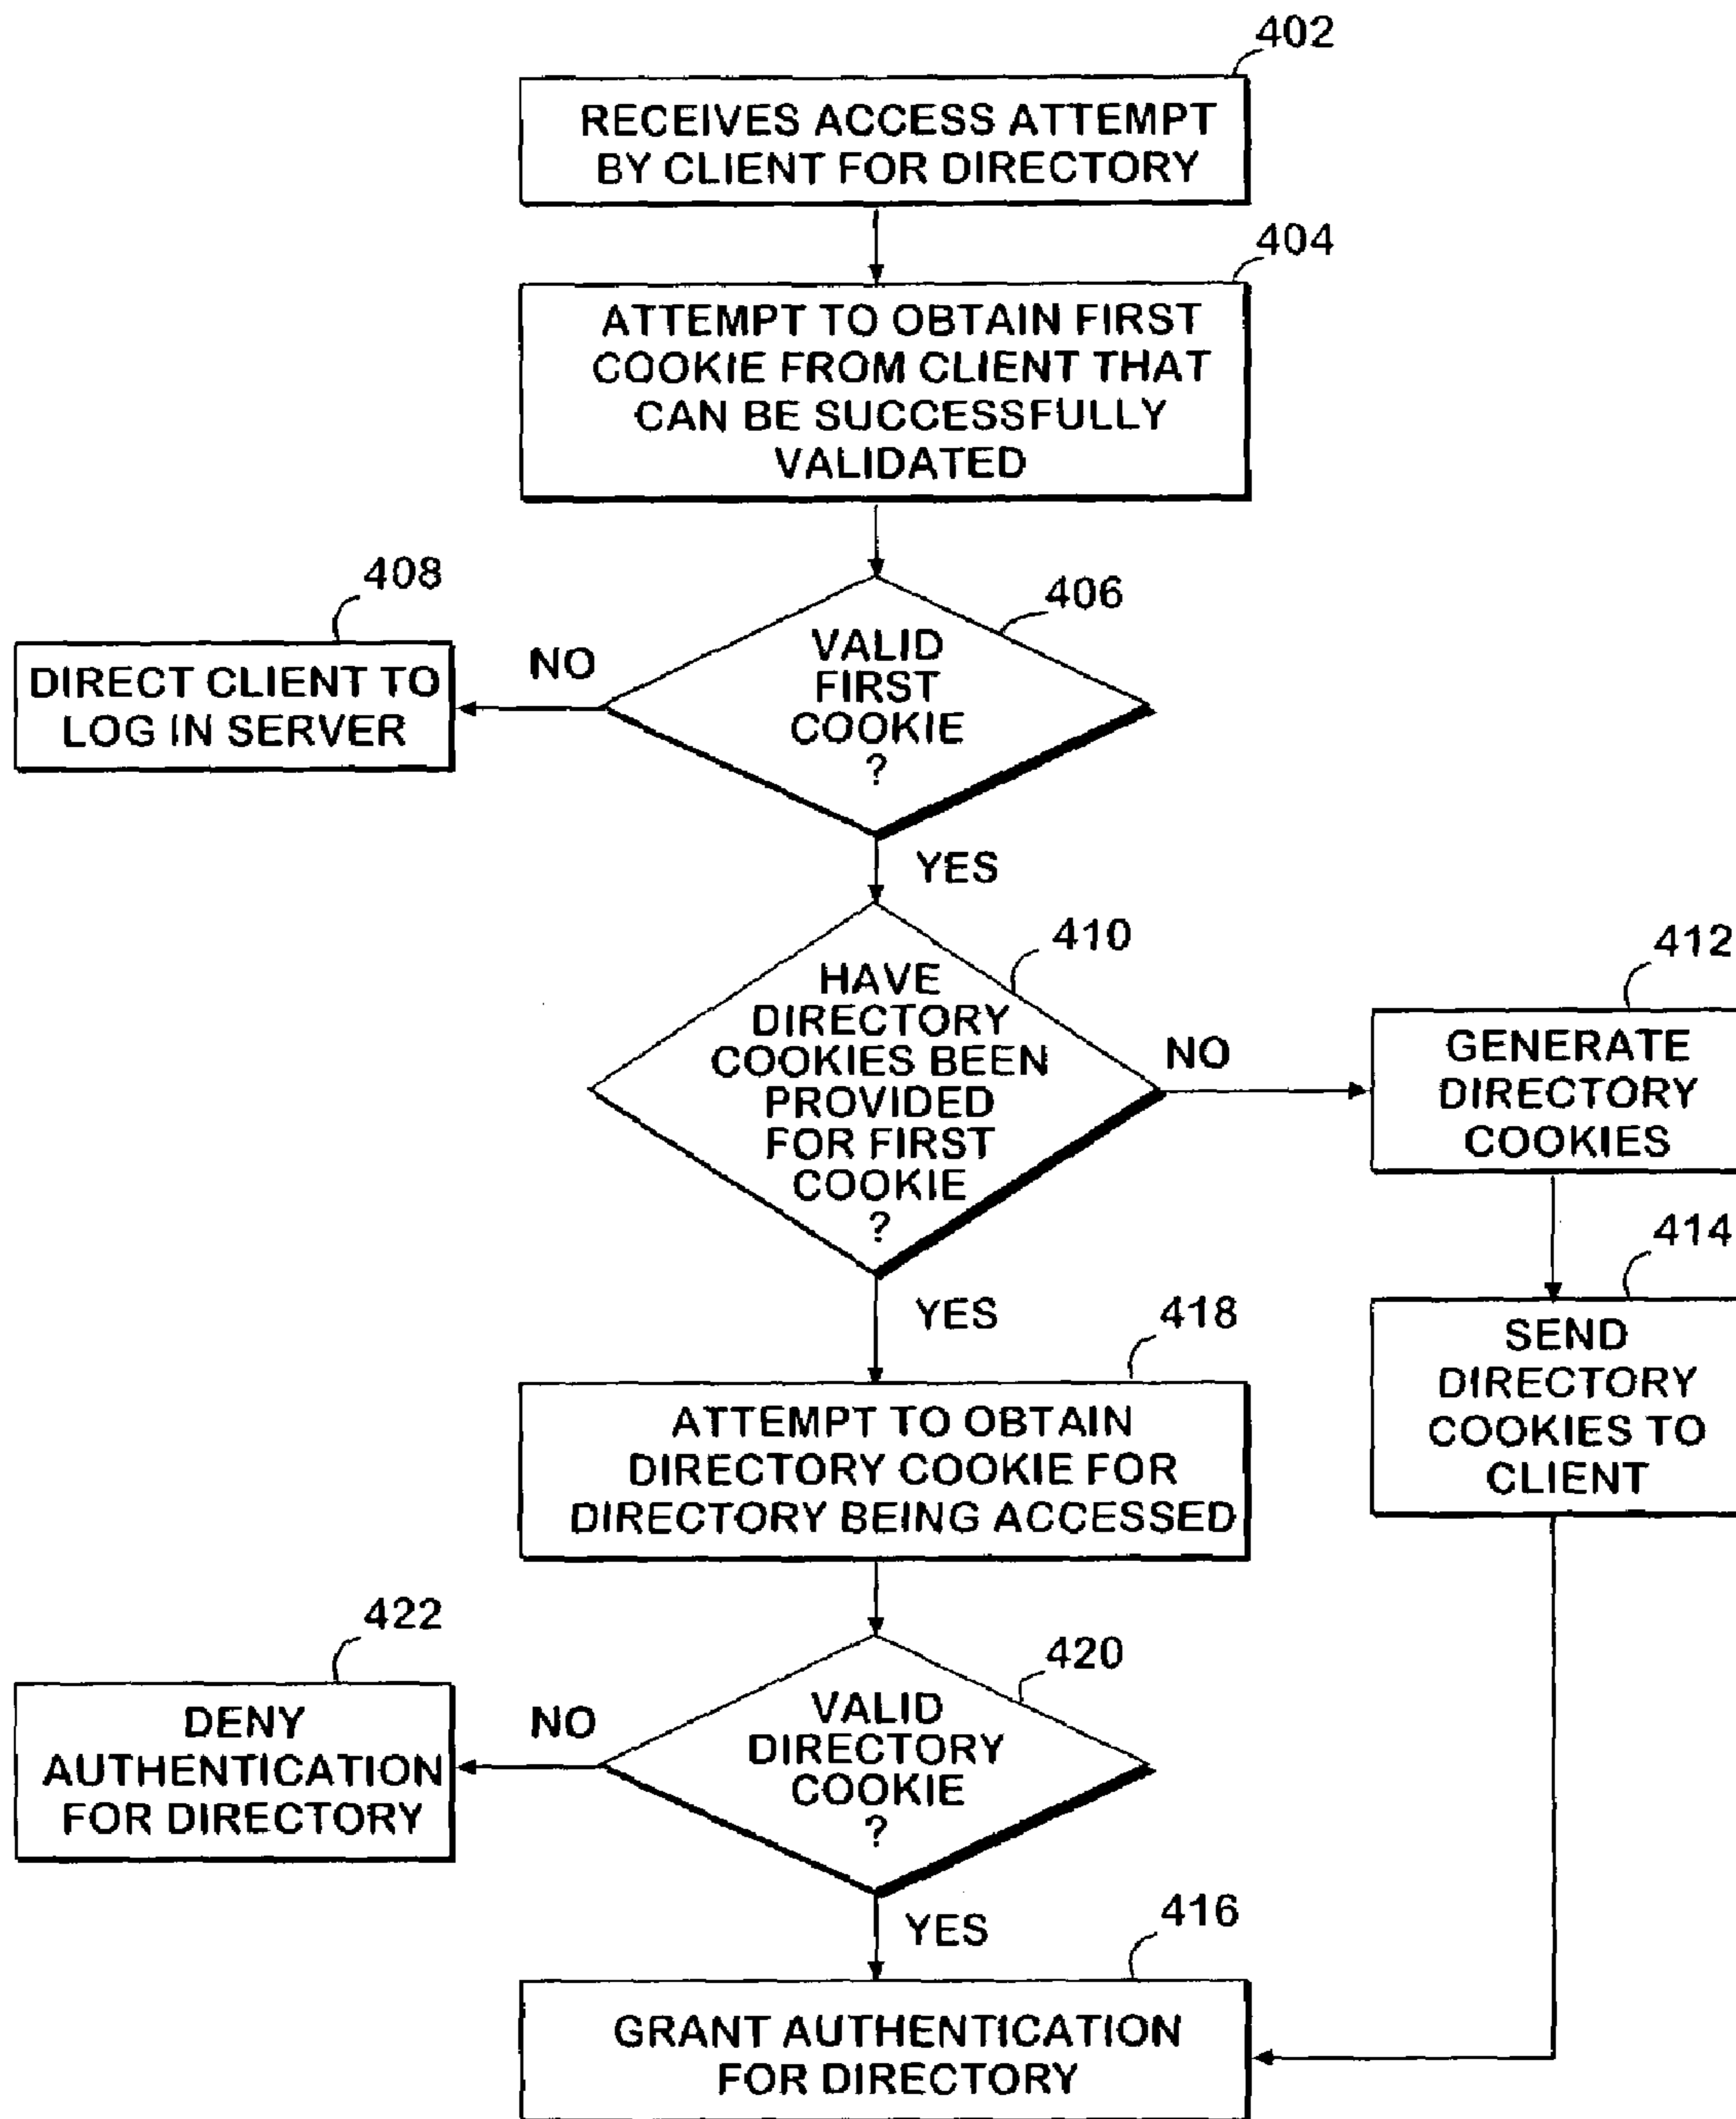 402
RECEIVES ACCESS ATTEMPT
BY CLIENT FOR DIRECTORY
404
ATTEMPT TO OBTAIN FIRST
COOKIE FROM CLIENT THAT
CAN BE SUCCESSFULLY
VALIDATED
408
DIRECT CLIENT TO
LOG IN SERVER
NO
406
VALID
FIRST
COOKIE
?
YES
410
HAVE
DIRECTORY
COOKIES BEEN
PROVIDED
FOR FIRST
COOKIE
?
NO
412
GENERATE
DIRECTORY
COOKIES
414
SEND
DIRECTORY
COOKIES TO
CLIENT
YES
418
ATTEMPT TO OBTAIN
DIRECTORY COOKIE FOR
DIRECTORY BEING ACCESSED
422
DENY
AUTHENTICATION
FOR DIRECTORY
NO
420
VALID
DIRECTORY
COOKIE
?
YES
416
GRANT AUTHENTICATION
FOR DIRECTORY